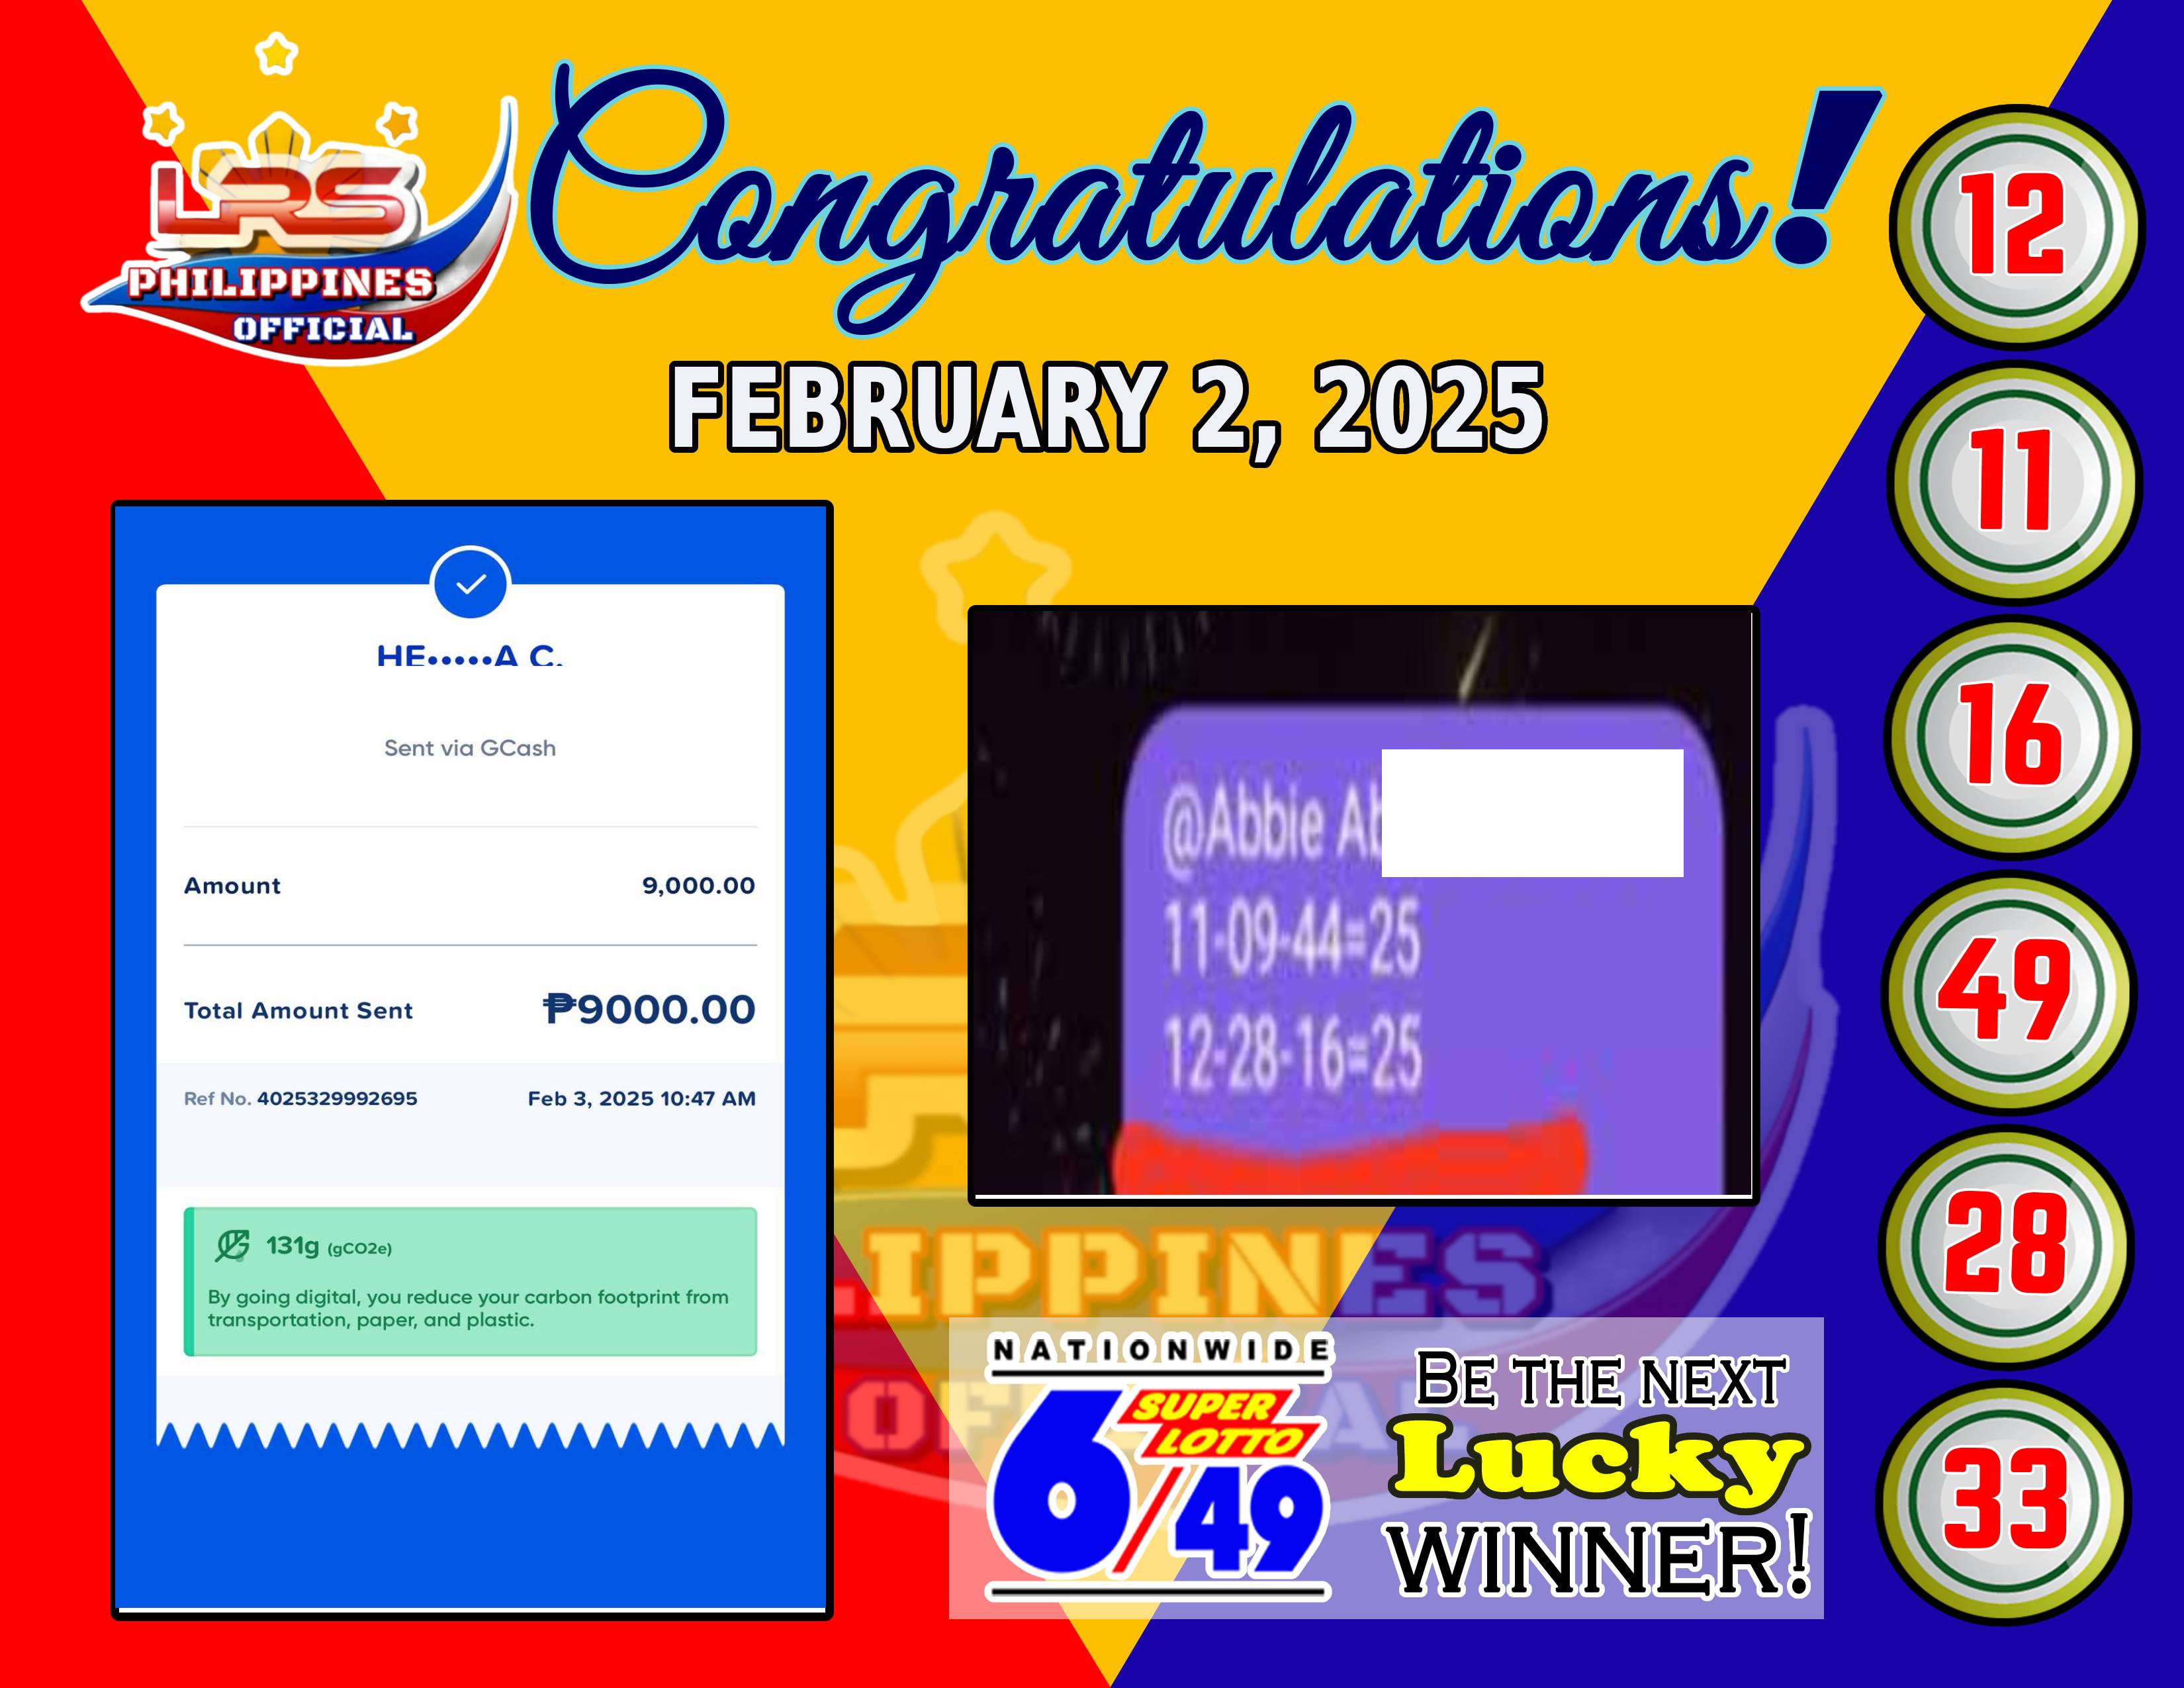 LRS
PHILIPPINES
OFFICIAL
Congratulations!
FEBRUARY 2, 2025
HE•••••A C.
Sent via GCash
Amount 9,000.00
Total Amount Sent ₱9000.00
Ref No. 4025329992695 Feb 3, 2025 10:47 AM
131g (gCO2e)
By going digital, you reduce your carbon footprint from
transportation, paper, and plastic.
@Abbie Ab
11-09-44=25
12-28-16=25
LIPPINES
NATIONWIDE
6/49
SUPER
LOTTO
BE THE NEXT
Lucky
WINNER!
12
11
16
49
28
33